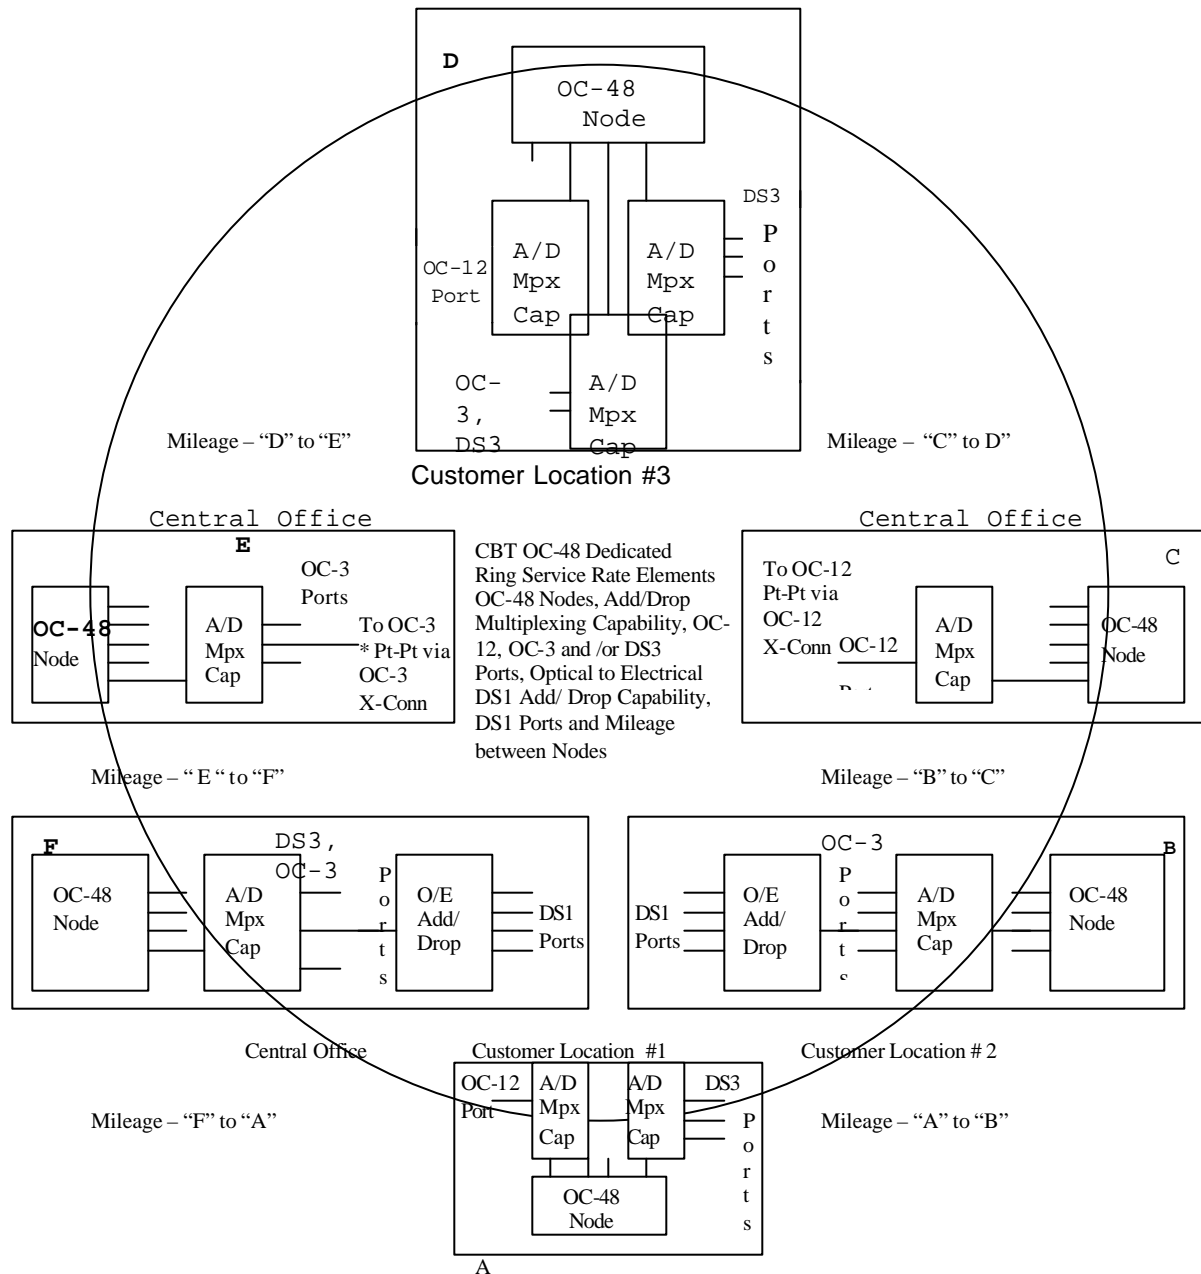 D
OC-48
Node
DS3
P
o
r
t
s
A/D
Mpx
Cap
A/D
Mpx
Cap
OC-12
Port
OC-
3,
DS3
A/D
Mpx
Cap
Mileage – “D” to “E”
Mileage – “C” to D”
Customer Location #3
Central Office
E
OC-48
Node
A/D
Mpx
Cap
OC-3
Ports
To OC-3
* Pt-Pt via
OC-3
X-Conn
CBT OC-48 Dedicated
Ring Service Rate Elements
OC-48 Nodes, Add/Drop
Multiplexing Capability, OC-
12, OC-3 and /or DS3
Ports, Optical to Electrical
DS1 Add/ Drop Capability,
DS1 Ports and Mileage
between Nodes
Central Office
C
To OC-12
Pt-Pt via
OC-12
X-Conn
OC-12
A/D
Mpx
Cap
OC-48
Node
Mileage – “ E “ to “F”
Mileage – “B” to “C”
F
OC-48
Node
DS3,
OC-3
A/D
Mpx
Cap
P
o
r
t
s
O/E
Add/
Drop
DS1
Ports
OC-3
B
DS1
Ports
O/E
Add/
Drop
P
o
r
t
s
A/D
Mpx
Cap
OC-48
Node
Central Office
Customer Location #1
Customer Location # 2
Mileage – “F” to “A”
OC-12
Port
A/D
Mpx
Cap
A/D
Mpx
Cap
DS3
P
o
r
t
s
Mileage – “A” to “B”
OC-48
Node
A